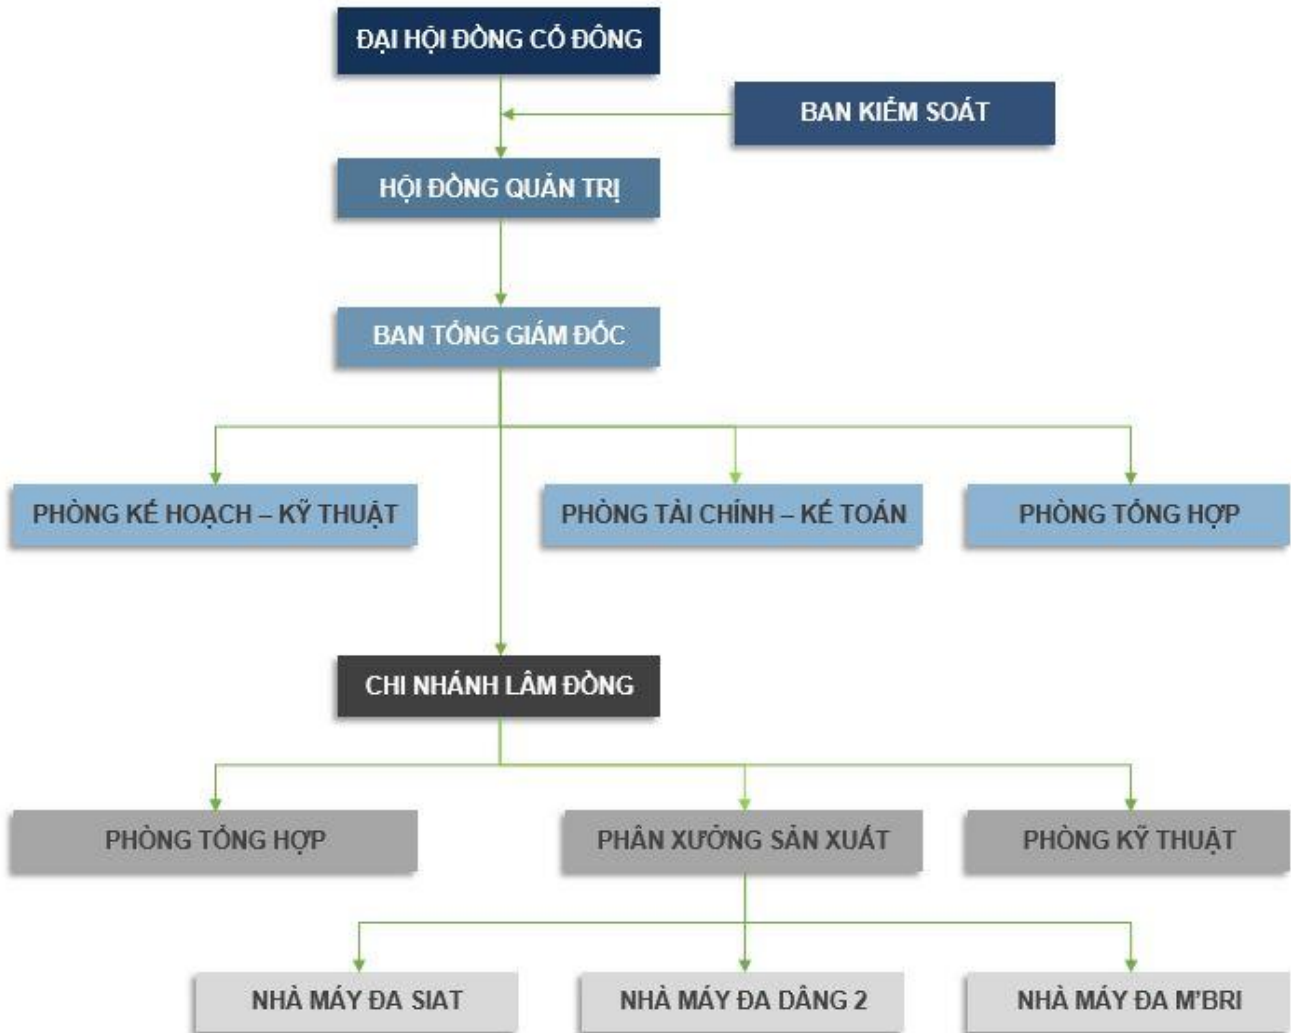 ĐẠI HỘI ĐỒNG CỔ ĐÔNG
BAN KIỂM SOÁT
HỘI ĐỒNG QUẢN TRỊ
BAN TỔNG GIÁM ĐỐC
PHÒNG KẾ HOẠCH – KỸ THUẬT
PHÒNG TÀI CHÍNH – KẾ TOÁN
PHÒNG TỔNG HỢP
CHI NHÁNH LÂM ĐỒNG
PHÒNG TỔNG HỢP
PHÂN XƯỞNG SẢN XUẤT
PHÒNG KỸ THUẬT
NHÀ MÁY ĐA SIAT
NHÀ MÁY ĐA DÂNG 2
NHÀ MÁY ĐA M'BRI